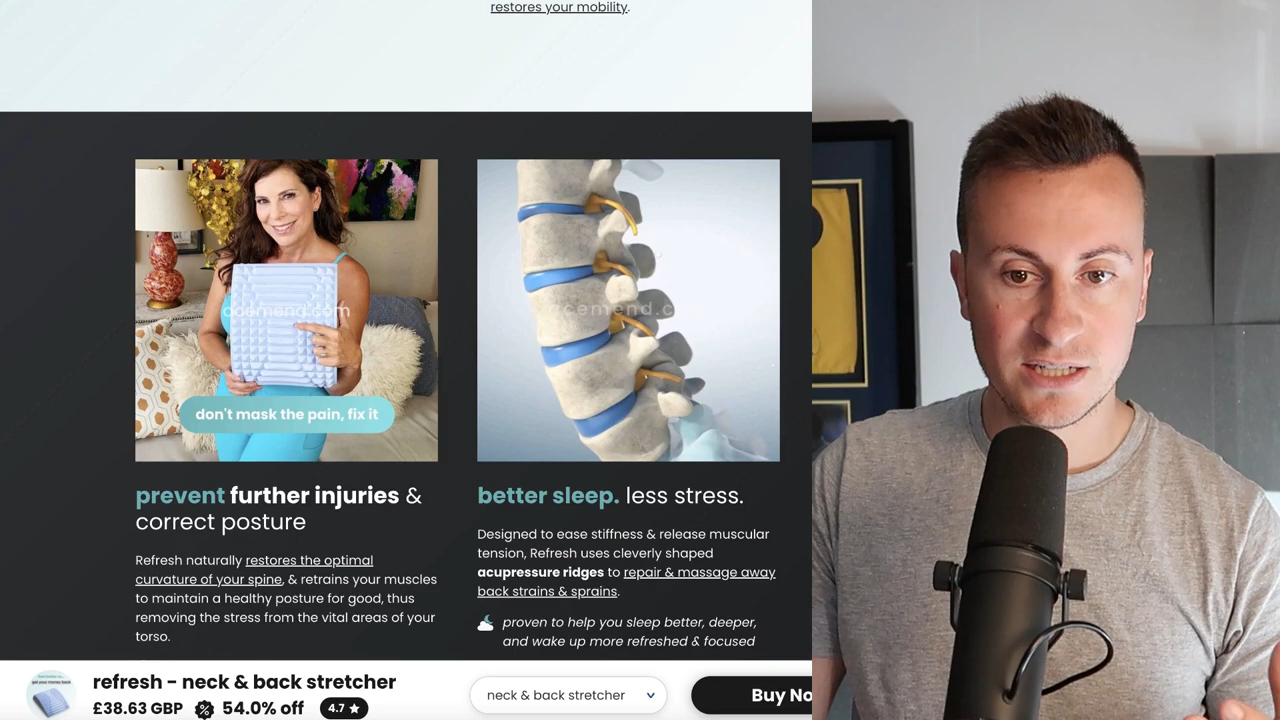 restores your mobility.
don't mask the pain, fix it
prevent further injuries &
correct posture
Refresh naturally restores the optimal
curvature of your spine, & retrains your muscles
to maintain a healthy posture for good, thus
removing the stress from the vital areas of your
torso.
better sleep. less stress.
Designed to ease stiffness & release muscular
tension, Refresh uses cleverly shaped
acupressure ridges to repair & massage away
back strains & sprains.
proven to help you sleep better, deeper,
and wake up more refreshed & focused
refresh - neck & back stretcher
£38.63 GBP % 54.0% off 4.7 ★
neck & back stretcher
Buy No